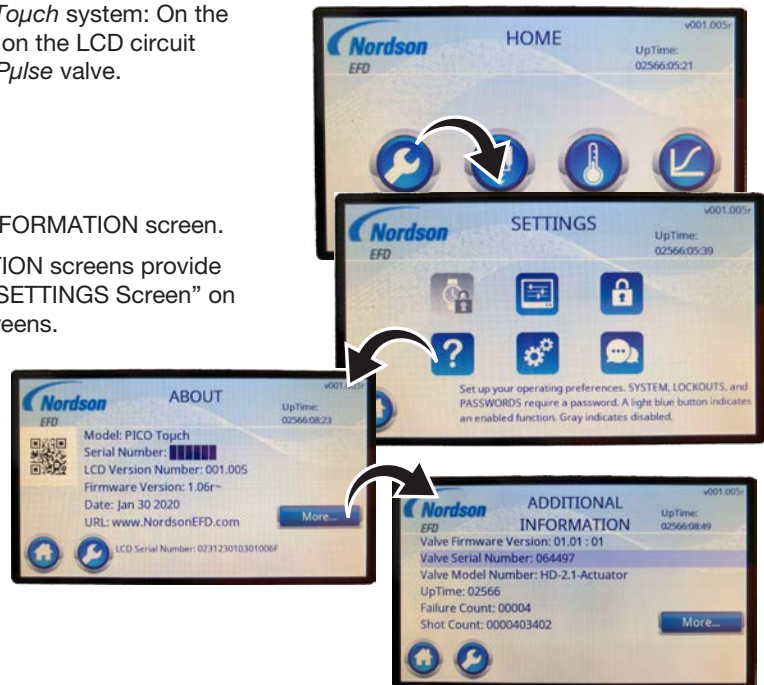 Toμch system: On the
on the LCD circuit
Pμlse valve.
FORMATION screen.
TION screens provide
SETTINGS Screen” on
reens.
v001.005r
Nordson
EFD
HOME
UpTime:
02566:05:21
v001.005r
Nordson
EFD
SETTINGS
UpTime:
02566:05:39
?
Set up your operating preferences. SYSTEM, LOCKOUTS, and
PASSWORDS require a password. A light blue button indicates
an enabled function. Gray indicates disabled.
Nordson
EFD
ABOUT
UpTime:
02566:08:23
Model: PICO Touch
Serial Number:
LCD Version Number: 001.005
Firmware Version: 1.06r~
Date: Jan 30 2020
URL: www.NordsonEFD.com
More...
LCD Serial Number: 023123010301006F
v001.005r
Nordson
EFD
ADDITIONAL
INFORMATION
UpTime:
02566:08:49
Valve Firmware Version: 01.01 : 01
Valve Serial Number: 064497
Valve Model Number: HD-2.1-Actuator
UpTime: 02566
Failure Count: 00004
Shot Count: 0000403402
More...